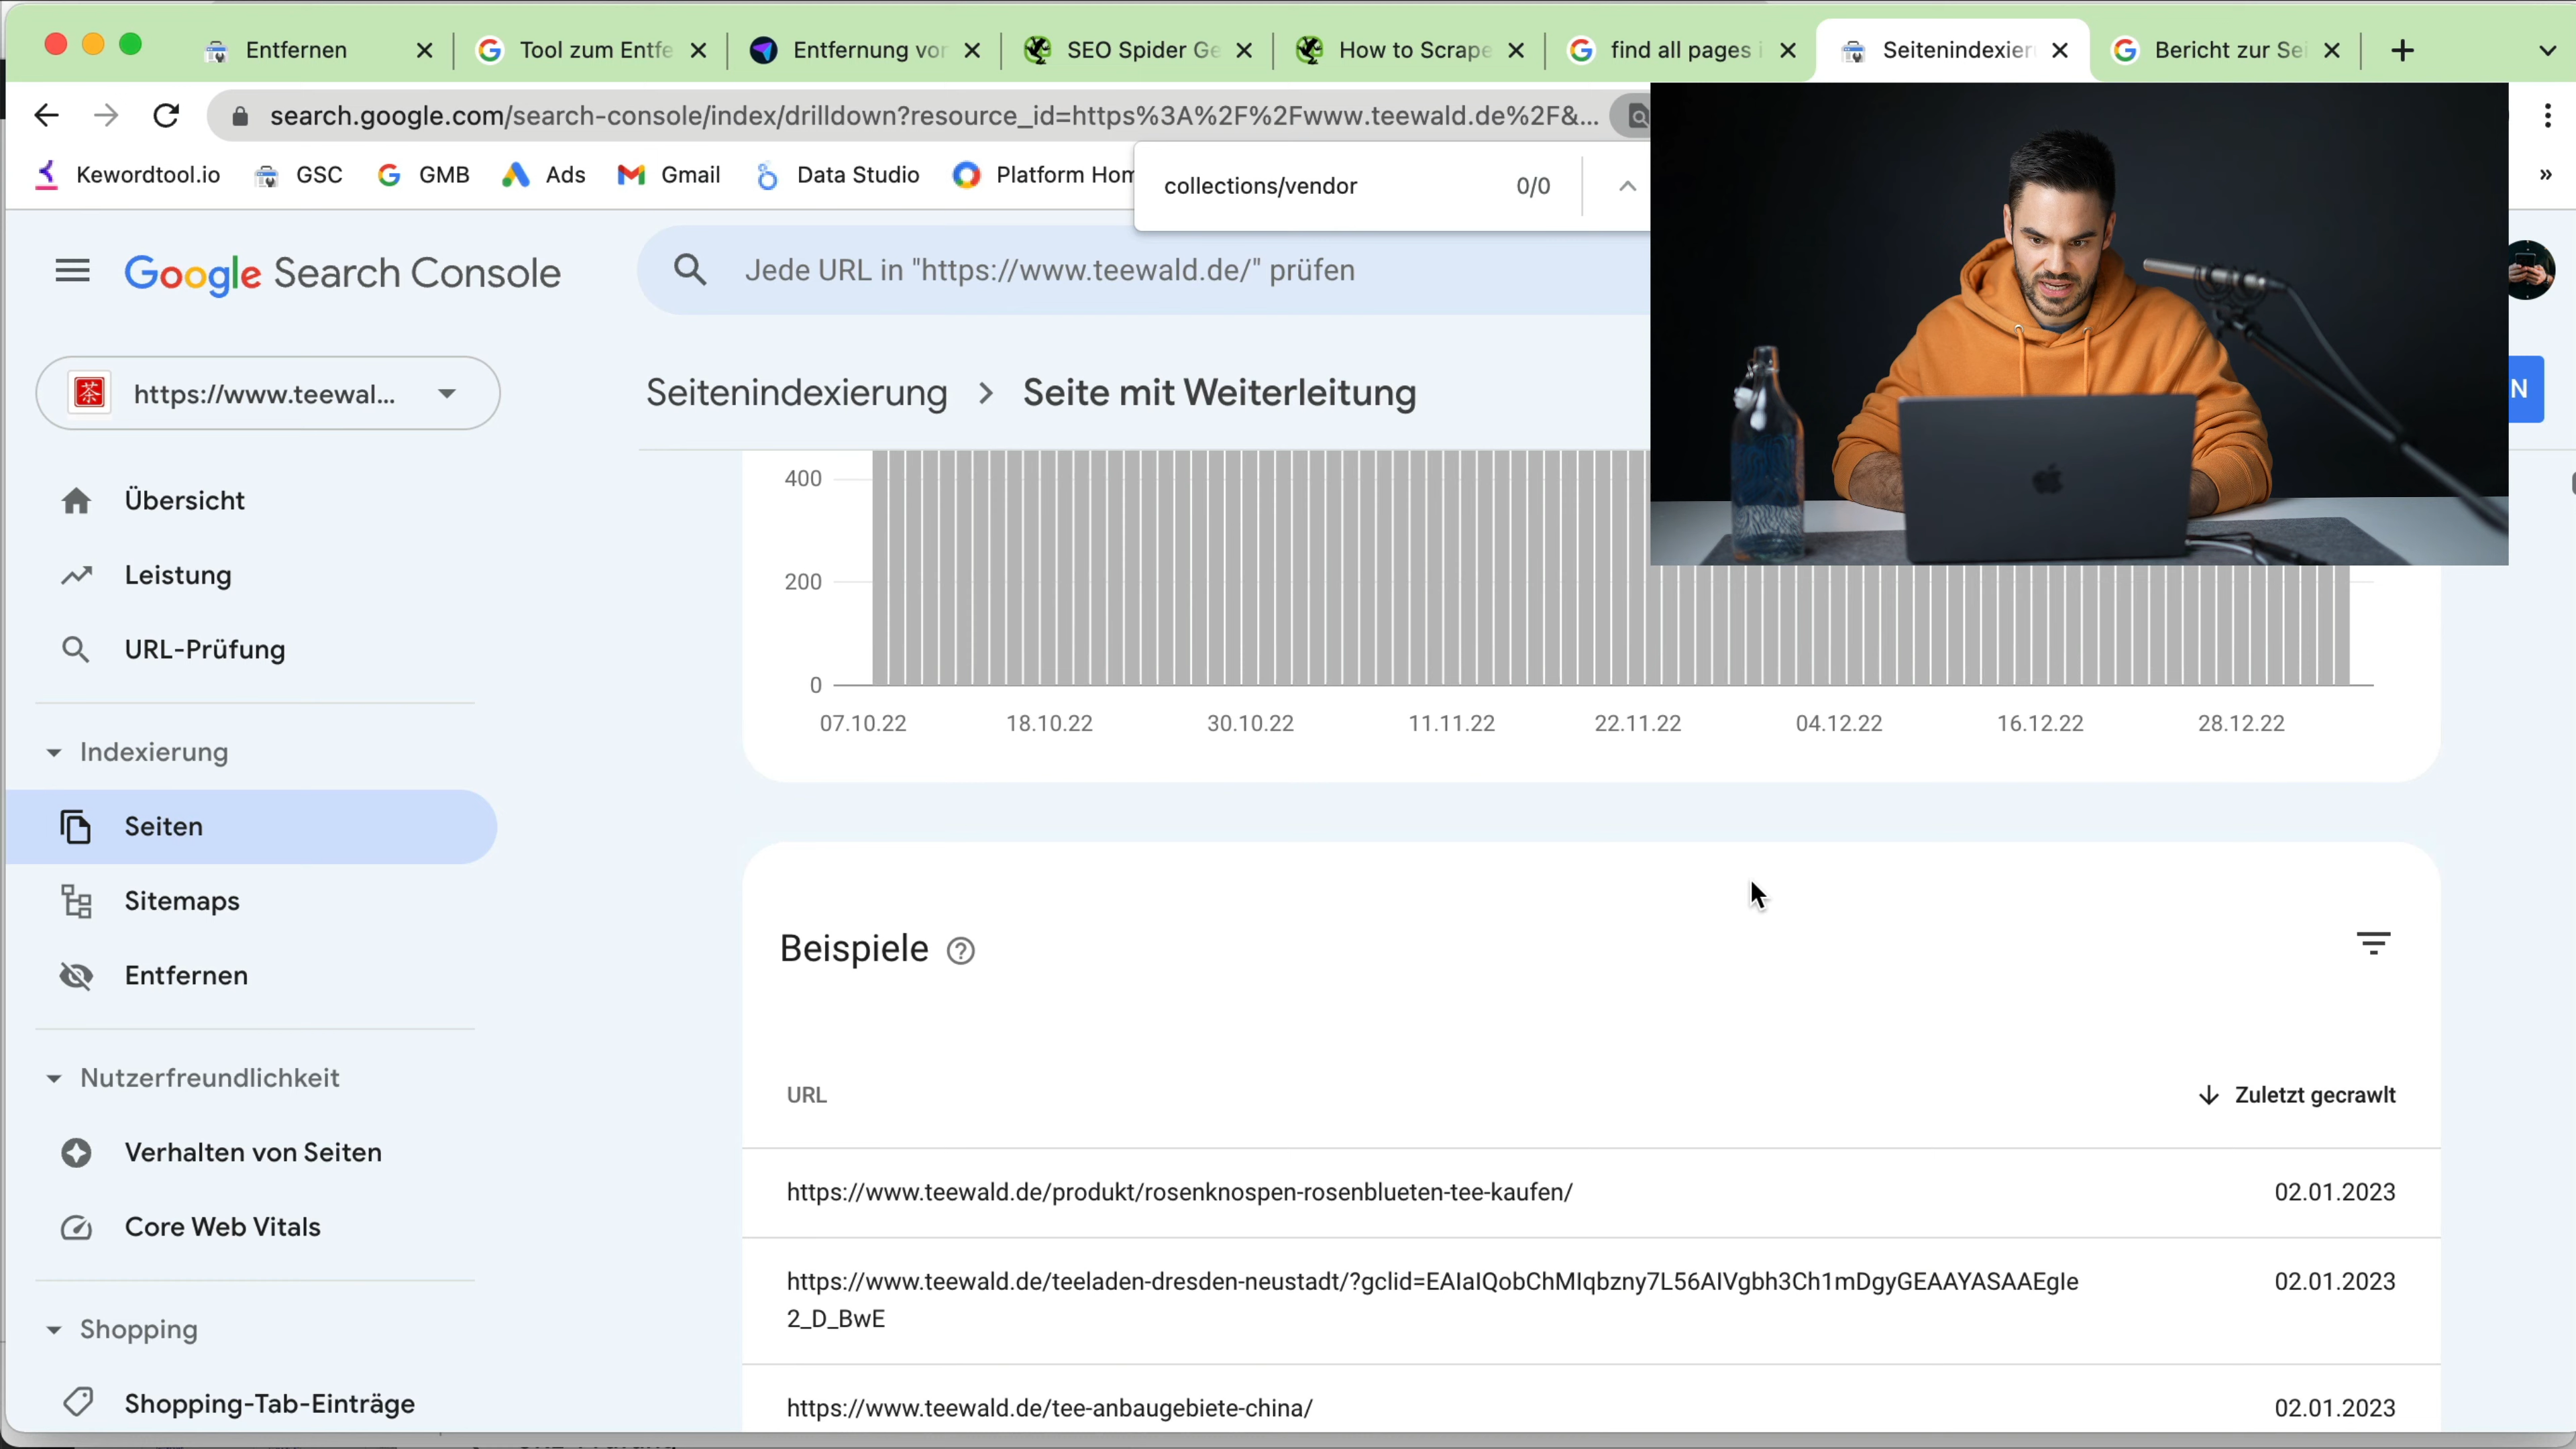 Entfernen
Tool zum Entfe
Entfernung vor
SEO Spider Ge
How to Scrape
find all pages i
Seitenindexier
Bericht zur Sei
search.google.com/search-console/index/drilldown?resource_id=https%3A%2F%2Fwww.teewald.de%2F&...
Kewordtool.io
GSC
GMB
Ads
Gmail
Data Studio
Platform Hom
»
collections/vendor 0/0
Google Search Console
Jede URL in "https://www.teewald.de/" prüfen
茶
https://www.teewal...
Seitenindexierung > Seite mit Weiterleitung
N
Übersicht
Leistung
URL-Prüfung
Indexierung
Seiten
Sitemaps
Entfernen
Nutzerfreundlichkeit
Verhalten von Seiten
Core Web Vitals
Shopping
Shopping-Tab-Einträge
400
200
0
07.10.22 18.10.22 30.10.22 11.11.22 22.11.22 04.12.22 16.12.22 28.12.22
Beispiele
URL Zuletzt gecrawlt
https://www.teewald.de/produkt/rosenknospen-rosenblueten-tee-kaufen/ 02.01.2023
https://www.teewald.de/teeladen-dresden-neustadt/?gclid=EAIaIQobChMIqbzny7L56AIVgbh3Ch1mDgyGEAAYASAAEgIe 02.01.2023
2_D_BwE
https://www.teewald.de/tee-anbaugebiete-china/ 02.01.2023